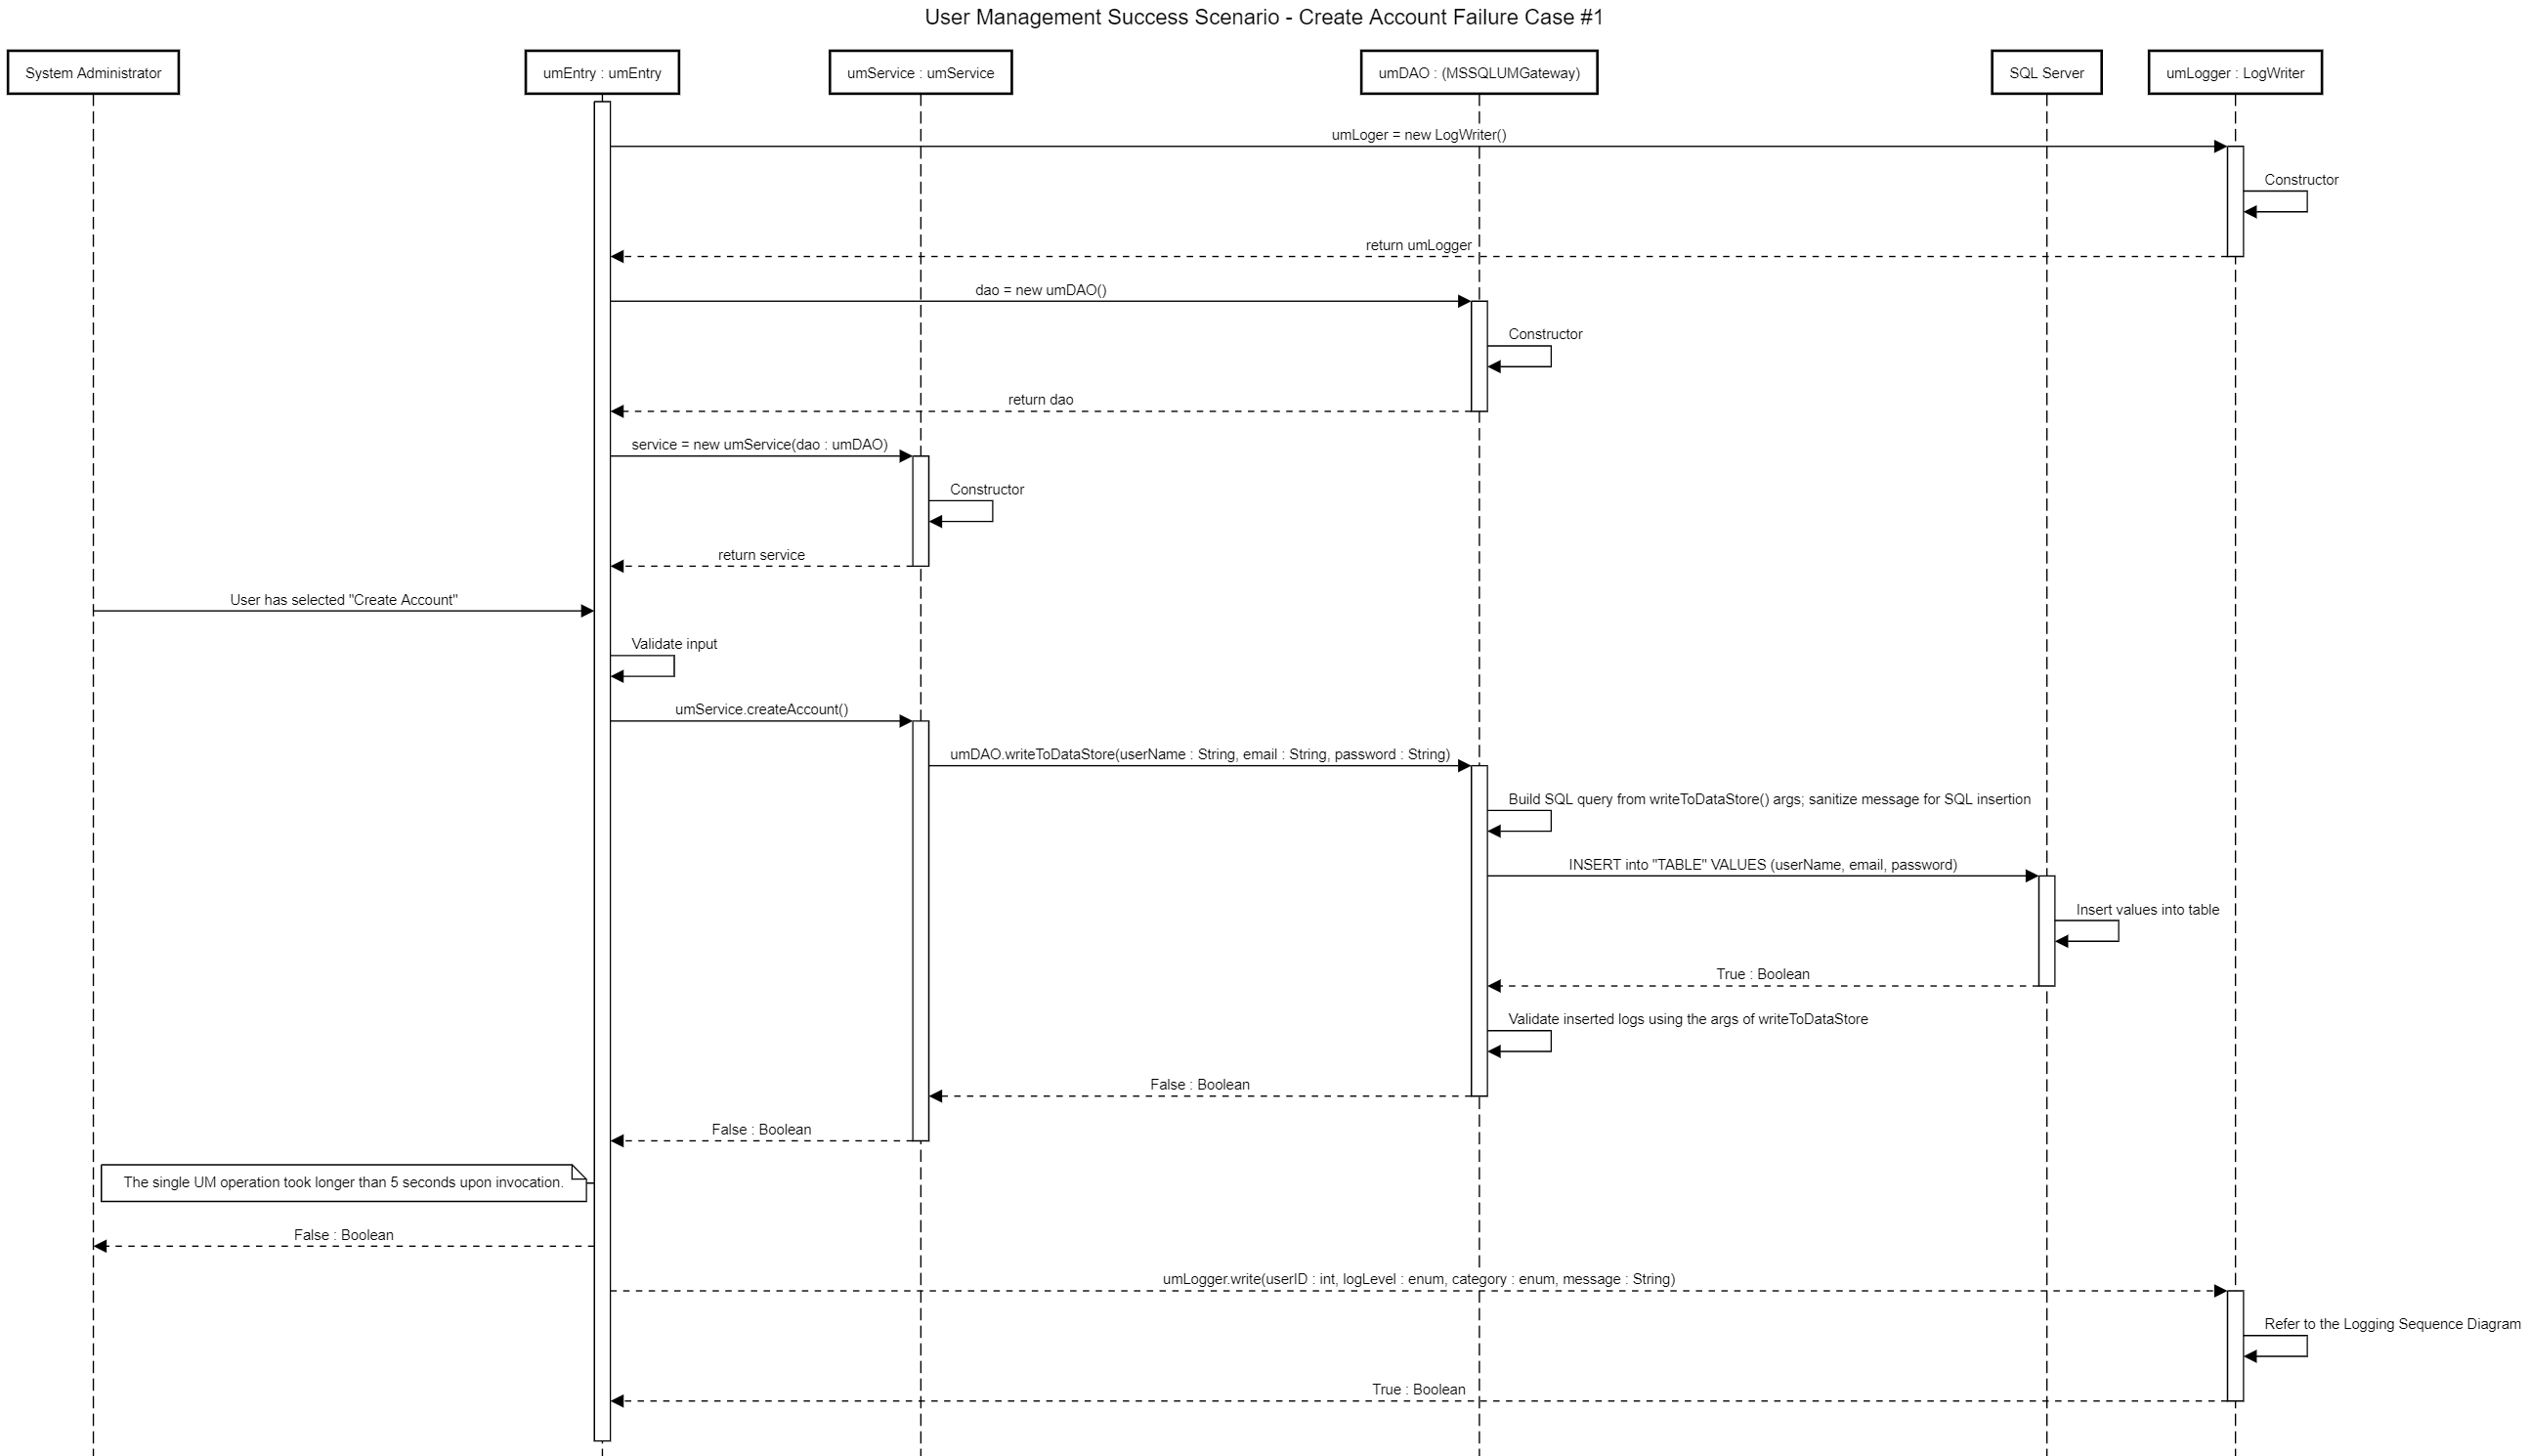 User Management Success Scenario - Create Account Failure Case #1
System Administrator
umEntry : umEntry
umService : umService
umDAO : (MSSQLUMGateway)
SQL Server
umLogger : LogWriter
umLoger = new LogWriter()
Constructor
return umLogger
dao = new umDAO()
Constructor
return dao
service = new umService(dao : umDAO)
Constructor
return service
User has selected "Create Account"
Validate input
umService.createAccount()
umDAO.writeToDataStore(userName : String, email : String, password : String)
Build SQL query from writeToDataStore() args; sanitize message for SQL insertion
INSERT into "TABLE" VALUES (userName, email, password)
Insert values into table
True : Boolean
Validate inserted logs using the args of writeToDataStore
False : Boolean
False : Boolean
The single UM operation took longer than 5 seconds upon invocation.
False : Boolean
umLogger.write(userID : int, logLevel : enum, category : enum, message : String)
Refer to the Logging Sequence Diagram
True : Boolean